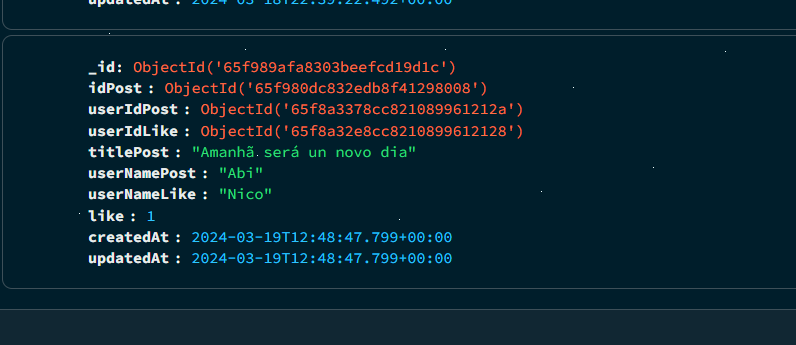 _id: ObjectId('65f989afa8303beefcd19d1c')
idPost : ObjectId('65f980dc832edb8f41298008')
userIdPost : ObjectId('65f8a3378cc821089961212a')
userIdLike : ObjectId('65f8a32e8cc8210899612128')
titlePost : "Amanhã será un novo dia"
userNamePost : "Abi"
userNameLike : "Nico"
like : 1
createdAt : 2024-03-19T12:48:47.799+00:00
updatedAt : 2024-03-19T12:48:47.799+00:00